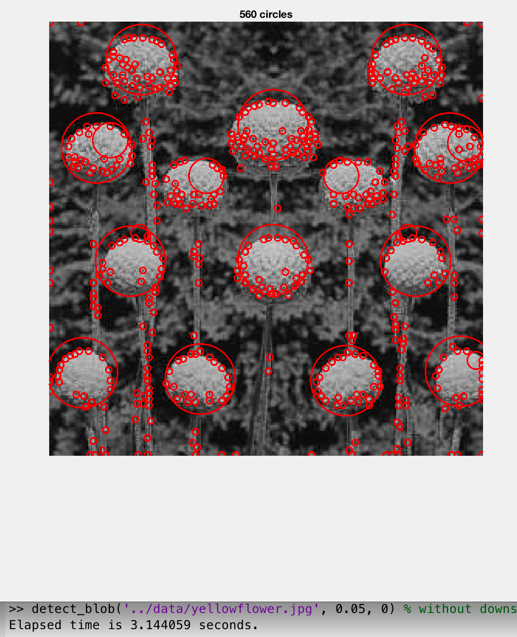 560 circles
>> detect_blob('../data/yellowflower.jpg', 0.05, 0) % without downs
Elapsed time is 3.144059 seconds.